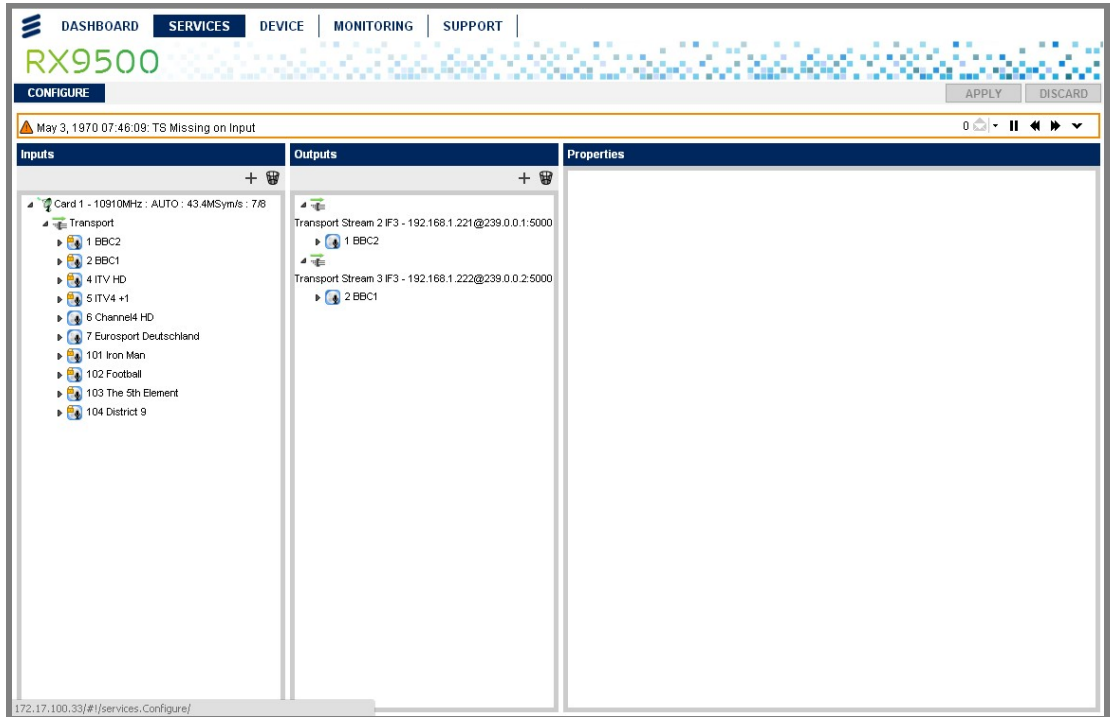 DASHBOARD SERVICES DEVICE MONITORING SUPPORT
RX9500
CONFIGURE APPLY DISCARD
May 3, 1970 07:46:09: TS Missing on Input 0
Inputs Outputs Properties
Card 1 - 10910MHz : AUTO : 43.4MSym/s : 7/8
Transport
1 BBC2
2 BBC1
4 ITV HD
5 ITV4 +1
6 Channel4 HD
7 Eurosport Deutschland
101 Iron Man
102 Football
103 The 5th Element
104 District 9
Transport Stream 2 IF3 - 192.168.1.221@239.0.0.1:5000
1 BBC2
Transport Stream 3 IF3 - 192.168.1.222@239.0.0.2:5000
2 BBC1
172.17.100.33/#!/services.Configure/